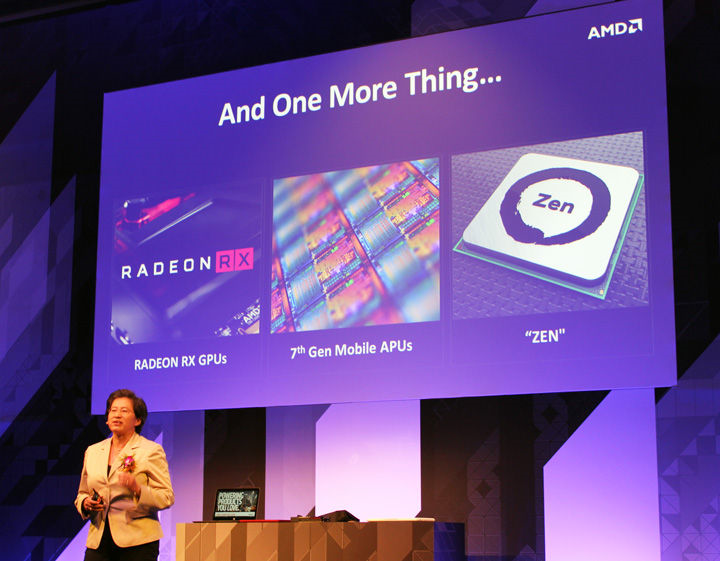 AMD
And One More Thing...
RADEON RX
AMD
Zen
RADEON RX GPUs
7th Gen Mobile APUs
“ZEN"
POWERING
PRODUCTS
YOU LOVE.